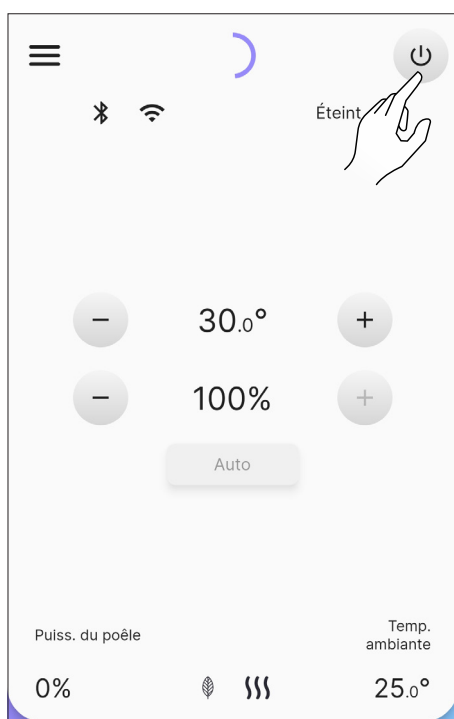 Éteint
− 30.0° +
− 100% +
Auto
Puiss. du poêle
Temp.
ambiante
0%
25.0°